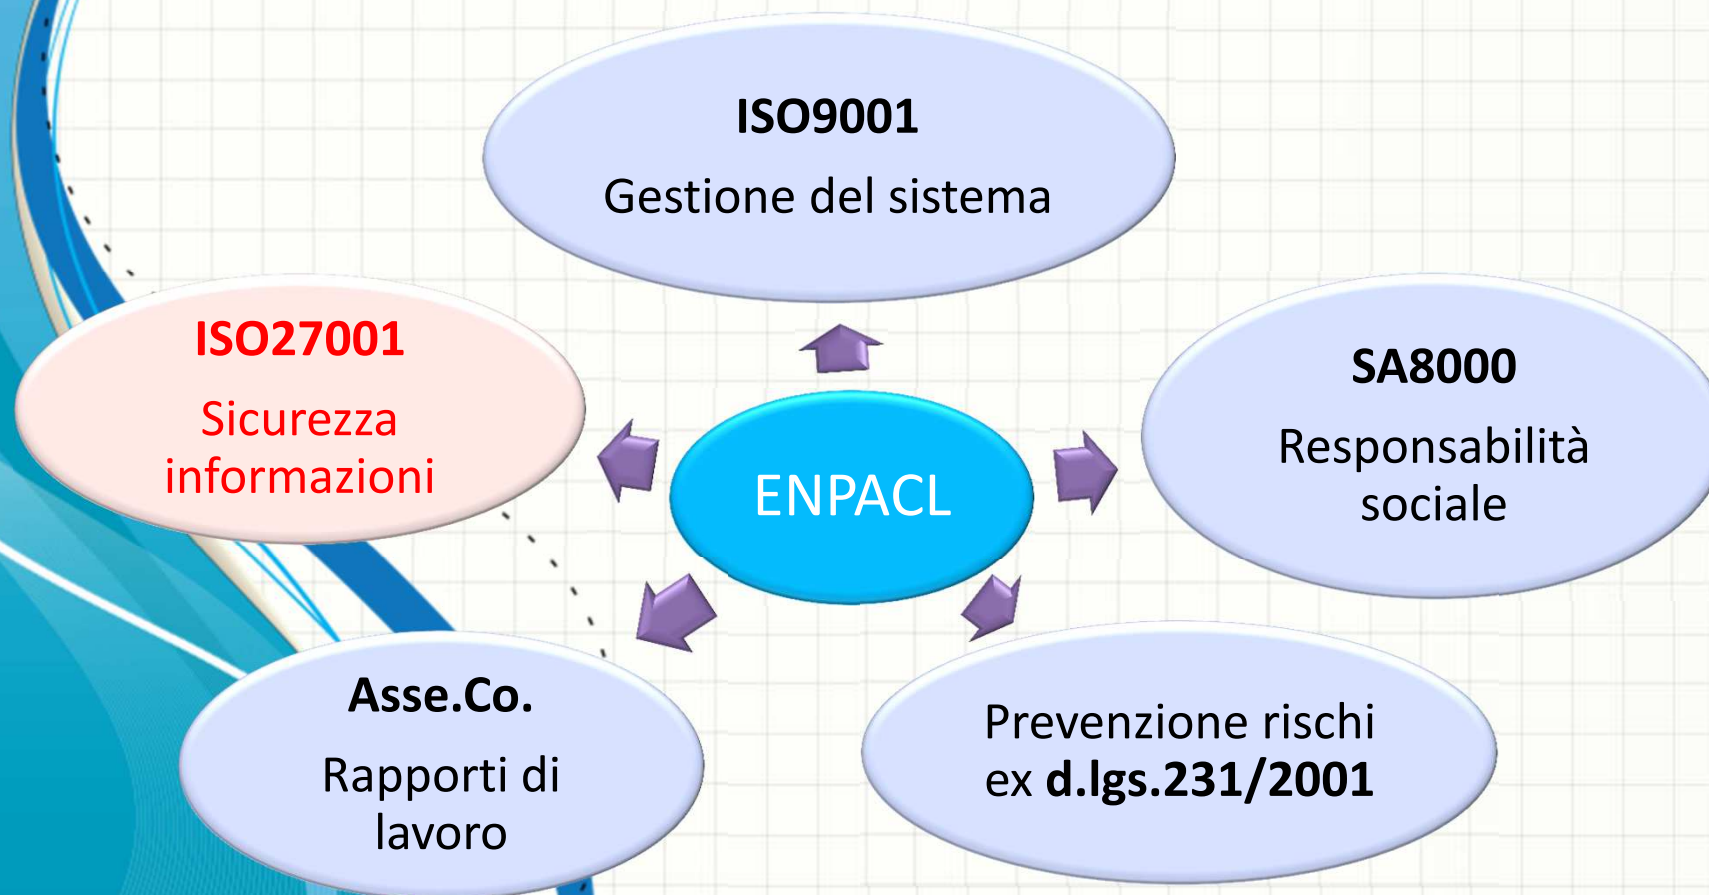 ISO9001
Gestione del sistema
ISO27001
Sicurezza
informazioni
SA8000
Responsabilità
sociale
ENPACL
Asse.Co.
Rapporti di
lavoro
Prevenzione rischi
ex d.lgs.231/2001